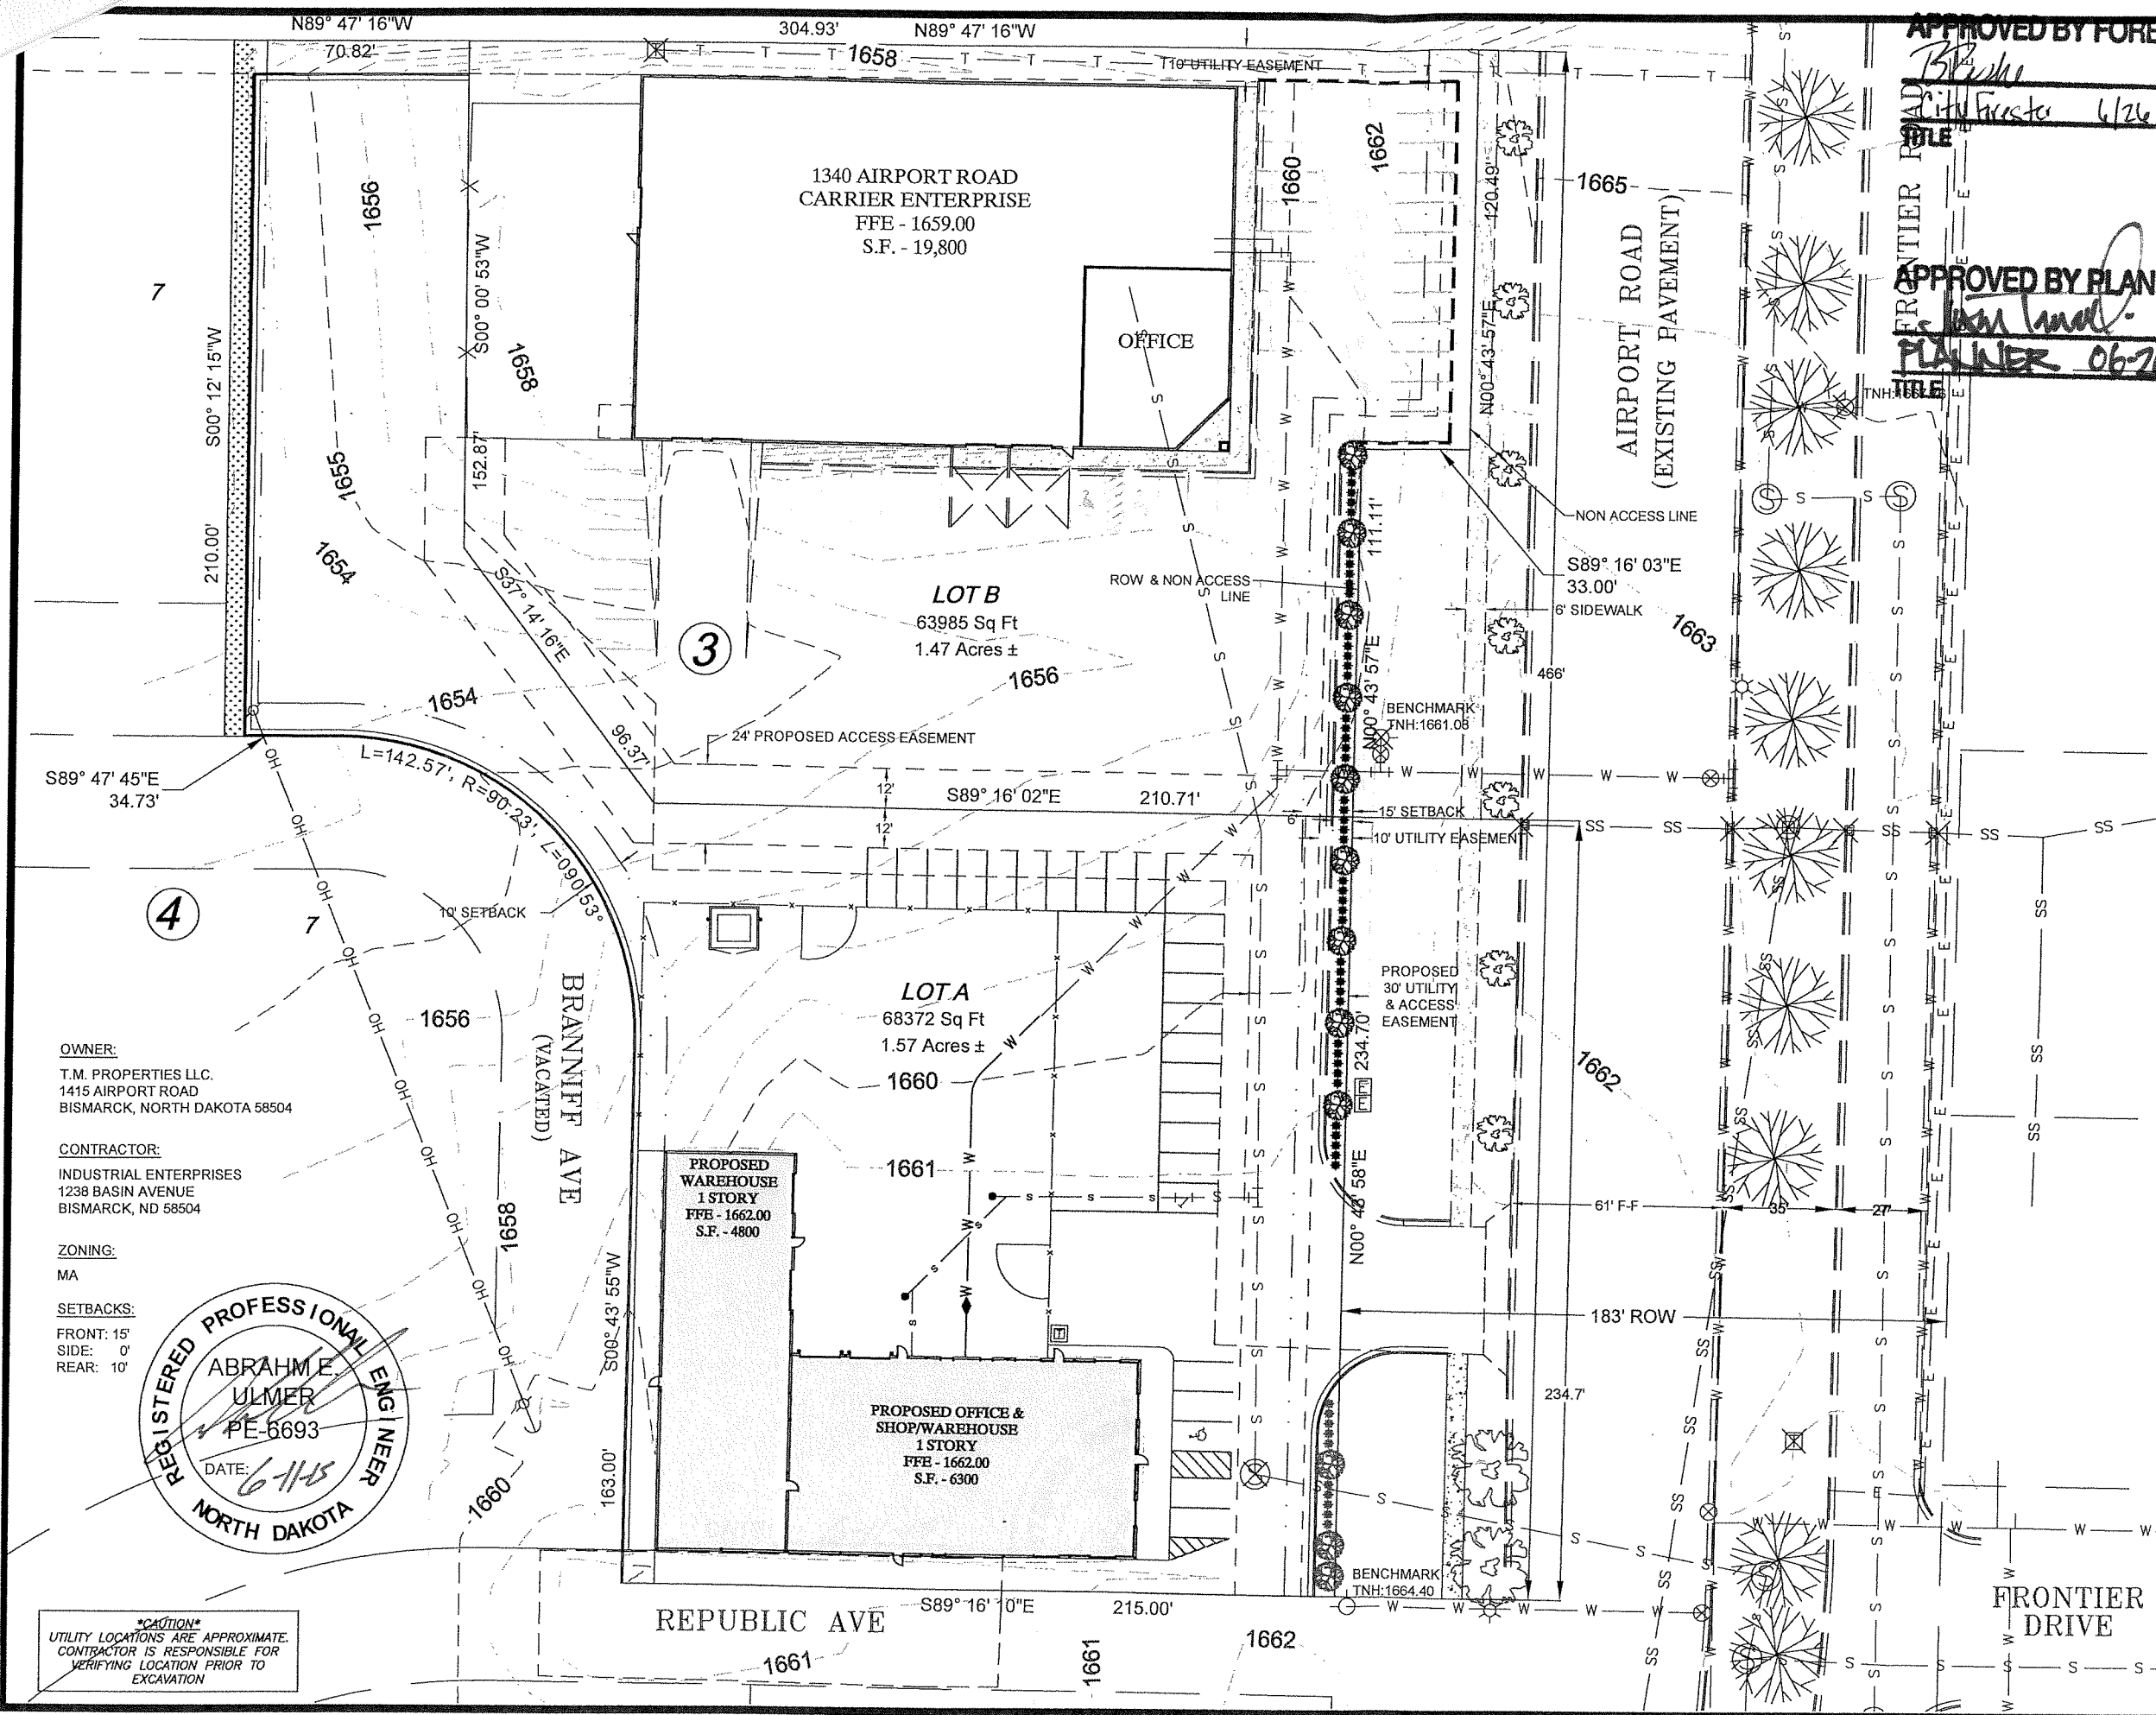 N89° 47' 16"W
70.82'
304.93'
N89° 47' 16"W
1658
10' UTILITY EASEMENT
APPROVED BY FORE
City Forester 6/26
TITLE
FRONTIER ROAD
APPROVED BY PLAN
PLANNER 06-2
TITLE
1656
S00° 00' 53"W
1658
152.87'
7
S00° 12' 15"W
210.00'
1655
1654
1654
1340 AIRPORT ROAD
CARRIER ENTERPRISE
FFE - 1659.00
S.F. - 19,800
OFFICE
1660
1662
120.49'
N00° 43' 57"E
1665
AIRPORT ROAD
(EXISTING PAVEMENT)
NON ACCESS LINE
S89° 16' 03"E
33.00'
6' SIDEWALK
1663
466'
111.11'
N00° 43' 57"E
ROW & NON ACCESS
LINE
LOT B
63985 Sq Ft
1.47 Acres ±
1656
3
S37° 14' 16"E
96.37'
24' PROPOSED ACCESS EASEMENT
BENCHMARK
TNH:1661.03
S89° 47' 45"E
34.73'
L=142.57', R=90.23', L=090.53°
12'
12'
S89° 16' 02"E
210.71'
6'
15' SETBACK
10' UTILITY EASEMENT
4
7
10' SETBACK
BRANNIFF AVE
(VACATED)
1656
1658
1660
LOT A
68372 Sq Ft
1.57 Acres ±
1660
1661
PROPOSED
30' UTILITY
& ACCESS
EASEMENT
234.70'
E
E
N00° 43' 58"E
1662
61' F-F
35'
27'
183' ROW
234.7'
OWNER:
T.M. PROPERTIES LLC.
1415 AIRPORT ROAD
BISMARCK, NORTH DAKOTA 58504
CONTRACTOR:
INDUSTRIAL ENTERPRISES
1238 BASIN AVENUE
BISMARCK, ND 58504
ZONING:
MA
SETBACKS:
FRONT: 15'
SIDE: 0'
REAR: 10'
REGISTERED PROFESSIONAL ENGINEER
ABRAHM E.
ULMER
PE-6693
DATE: 6-11-15
NORTH DAKOTA
S00° 43' 55"W
163.00'
PROPOSED
WAREHOUSE
1 STORY
FFE - 1662.00
S.F. - 4800
PROPOSED OFFICE &
SHOP/WAREHOUSE
1 STORY
FFE - 1662.00
S.F. - 6300
BENCHMARK
TNH:1664.40
S89° 16' 10"E
215.00'
REPUBLIC AVE
1661
1661
1662
FRONTIER
DRIVE
*CAUTION*
UTILITY LOCATIONS ARE APPROXIMATE.
CONTRACTOR IS RESPONSIBLE FOR
VERIFYING LOCATION PRIOR TO
EXCAVATION